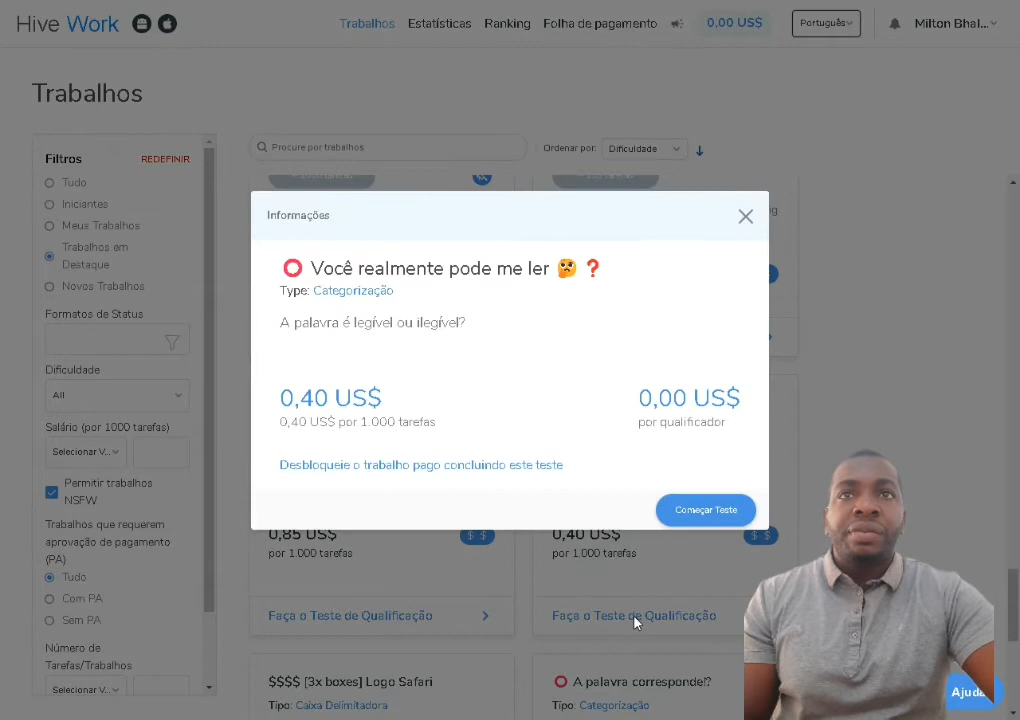 Hive Work
Trabalhos
Estatísticas
Ranking
Folha de pagamento
0,00 US$
Português
Milton Bhal...
Trabalhos
Filtros
REDEFINIR
Tudo
Iniciantes
Meus Trabalhos
Trabalhos em
Destaque
Novos Trabalhos
Formatos de Status
Dificuldade
All
Salário (por 1000 tarefas)
Selecionar V...
Permitir trabalhos
NSFW
Trabalhos que requerem
aprovação de pagamento
(PA)
Tudo
Com PA
Sem PA
Número de
Tarefas/Trabalhos
Selecionar V...
Procure por trabalhos
Ordenar por:
Dificuldade
Informações
Você realmente pode me ler 🤔 ❓
Type: Categorização
A palavra é legível ou ilegível?
0,40 US$
0,40 US$ por 1.000 tarefas
0,00 US$
por qualificador
Desbloqueie o trabalho pago concluindo este teste
Começar Teste
0,85 US$
por 1.000 tarefas
$ $
0,40 US$
por 1.000 tarefas
$ $
Faça o Teste de Qualificação
Faça o Teste de Qualificação
$$$$ [3x boxes] Logo Safari
Tipo: Caixa Delimitadora
A palavra corresponde!?
Tipo: Categorização
Ajuda